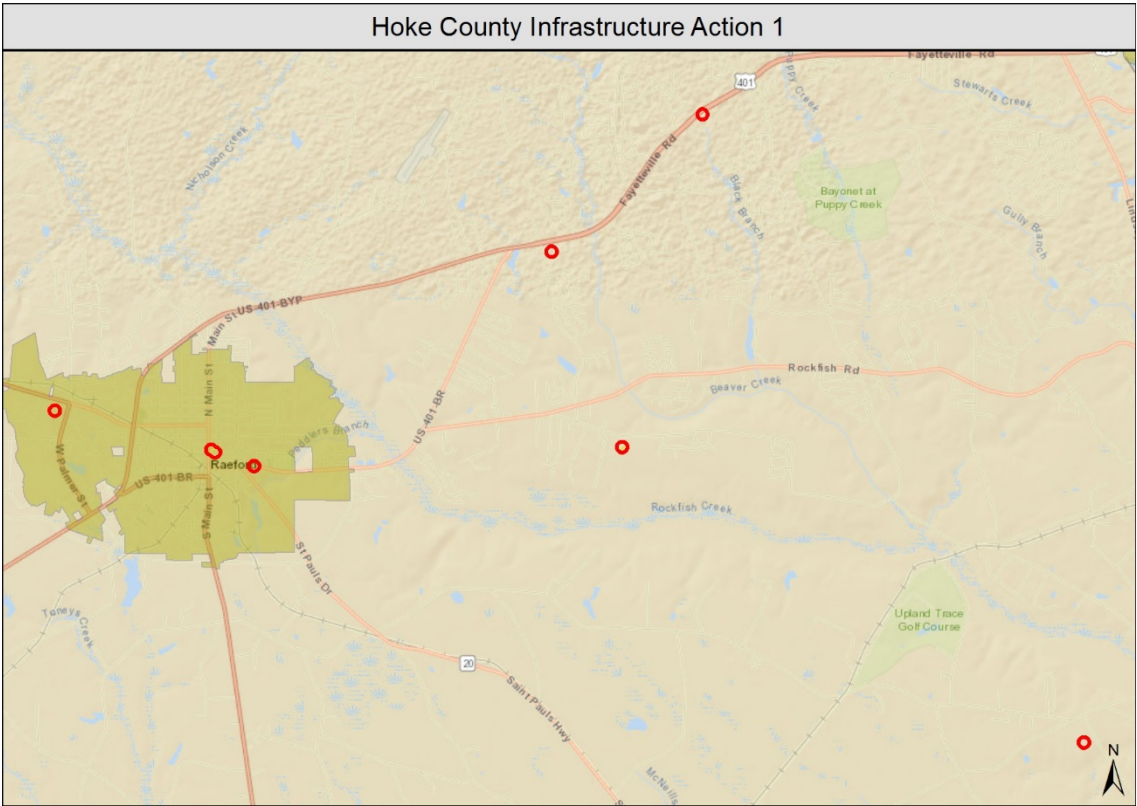 Hoke County Infrastructure Action 1
Fayetteville Rd
401
Puppy Creek
Stewarts Creek
Nicholson Creek
Fayetteville Rd
Black Branch
Bayonet at
Puppy Creek
Gully Branch
US 401-BYP
Main St
N Main St
Rockfish Rd
Beaver Creek
US-401-BR
Peddlers Branch
W Palmer St
Raeford
US-401-BR
S Main St
Rockfish Creek
St Pauls Dr
Toneys Creek
Upland Trace
Golf Course
20
Saint Pauls Hwy
N